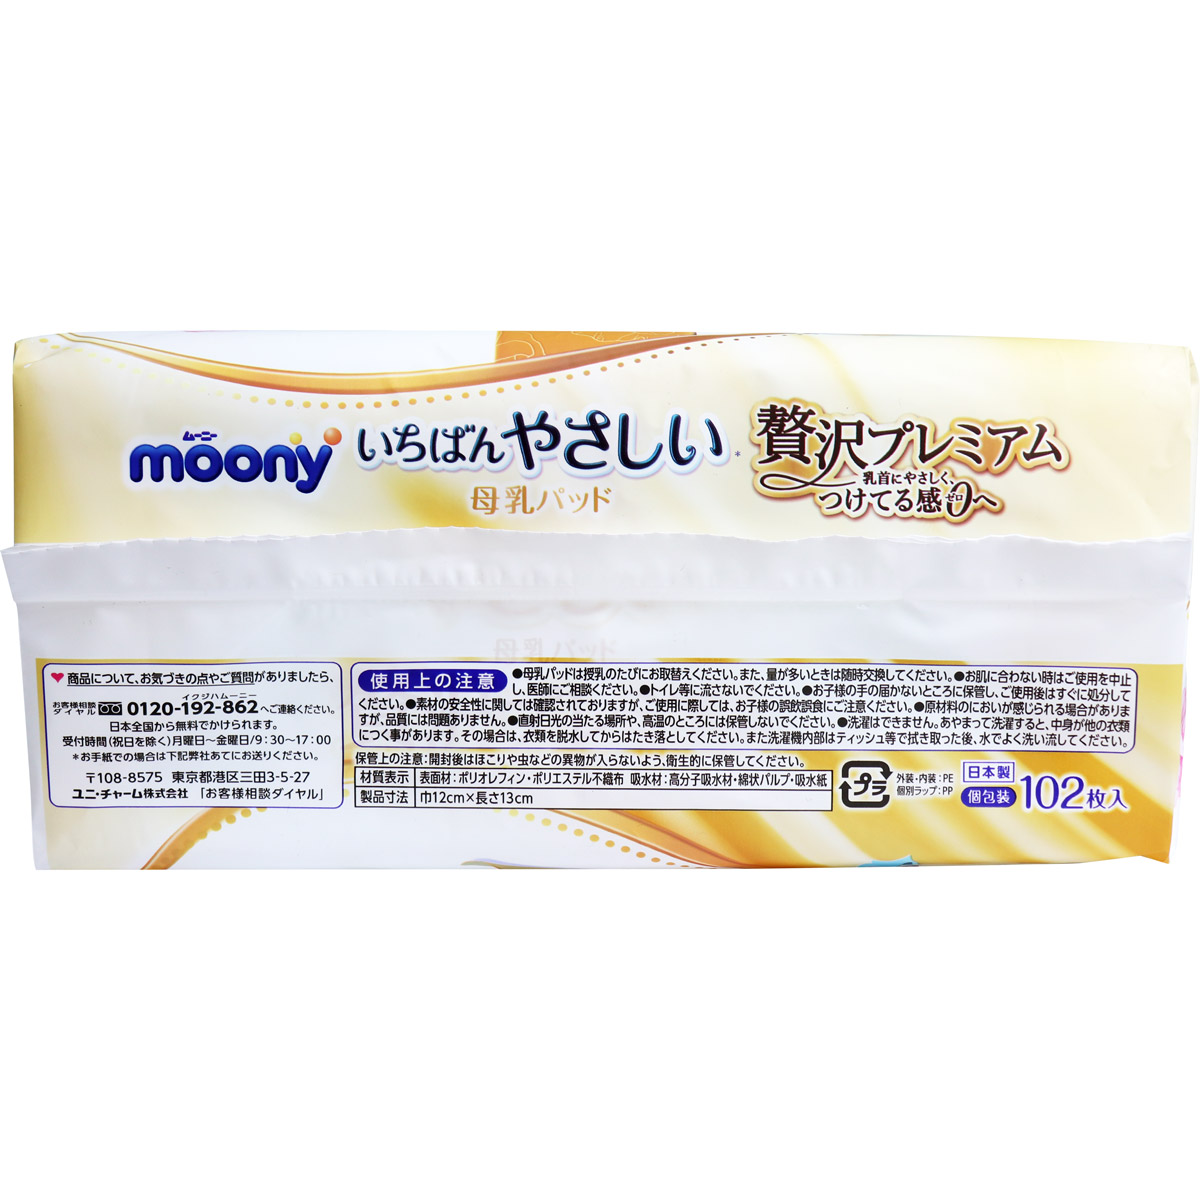 ムーニー
moony
いちばんやさしい*
母乳パッド
贅沢プレミアム
乳首にやさしく、
つけてる感0へ
ゼロ
母乳パッド
♥商品について、お気づきの点やご質問がありましたら、
イクジハムーニー
お客様相談ダイヤル 0120-192-862へご連絡ください。
日本全国から無料でかけられます。
受付時間(祝日を除く)月曜日〜金曜日/9:30〜17:00
*お手紙での場合は下記弊社あてにお送りください。
〒108-8575 東京都港区三田3-5-27
ユニ・チャーム株式会社 「お客様相談ダイヤル」
使用上の注意
●母乳パッドは授乳のたびにお取替えください。また、量が多いときは随時交換してください。●お肌に合わない時はご使用を中止
し、医師にご相談ください。●トイレ等に流さないでください。●お子様の手の届かないところに保管し、ご使用後はすぐに処分して
ください。●素材の安全性に関しては確認されておりますが、ご使用に際しては、お子様の誤飲誤食にご注意ください。●原材料のにおいが感じられる場合がありま
すが、品質には問題ありません。●直射日光の当たる場所や、高温のところには保管しないでください。●洗濯はできません。あやまって洗濯すると、中身が他の衣類
につく事があります。その場合は、衣類を脱水してからはたき落としてください。また洗濯機内部はティッシュ等で拭き取った後、水でよく洗い流してください。
保管上の注意:開封後はほこりや虫などの異物が入らないよう、衛生的に保管してください。
材質表示 表面材:ポリオレフィン・ポリエステル不織布 吸水材:高分子吸水材・綿状パルプ・吸水紙
製品寸法 巾12cm×長さ13cm
プラ
外装・内装:PE
個別ラップ:PP
日本製
個包装 102枚入